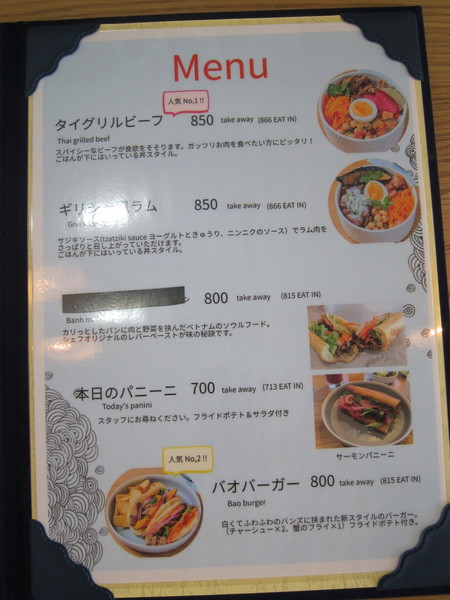 Menu
人気 No,1 !!
タイグリルビーフ 850 take away (866 EAT IN)
Thai grilled beef
スパイシーなビーフが食欲をそそります。ガッツリお肉を食べたい方にピッタリ！
ごはんが下にはいっている丼スタイル。
ギリ ラム 850 take away (866 EAT IN)
サジキソース(tzatziki sauce ヨーグルトときゅうり、ニンニクのソース）でラム肉を
さっぱりと召し上がっていただけます。
ごはんが下にはいっている丼スタイル。
800 take away (815 EAT IN)
Banh
カリっとしたパンに肉と野菜を挟んだベトナムのソウルフード。
シェフオリジナルのレバーペーストが味の秘訣です。
本日のパニーニ 700 take away (713 EAT IN)
Today's panini
スタッフにお尋ねください。フライドポテト＆サラダ付き
サーモンパニーニ
人気 No,2 !!
バオバーガー 800 take away (815 EAT IN)
Bao burger
白くてふわふわのバンズに挟まれた新スタイルのバーガー。
（チャーシュー×2、蟹のフライ×1）フライドポテト付き。